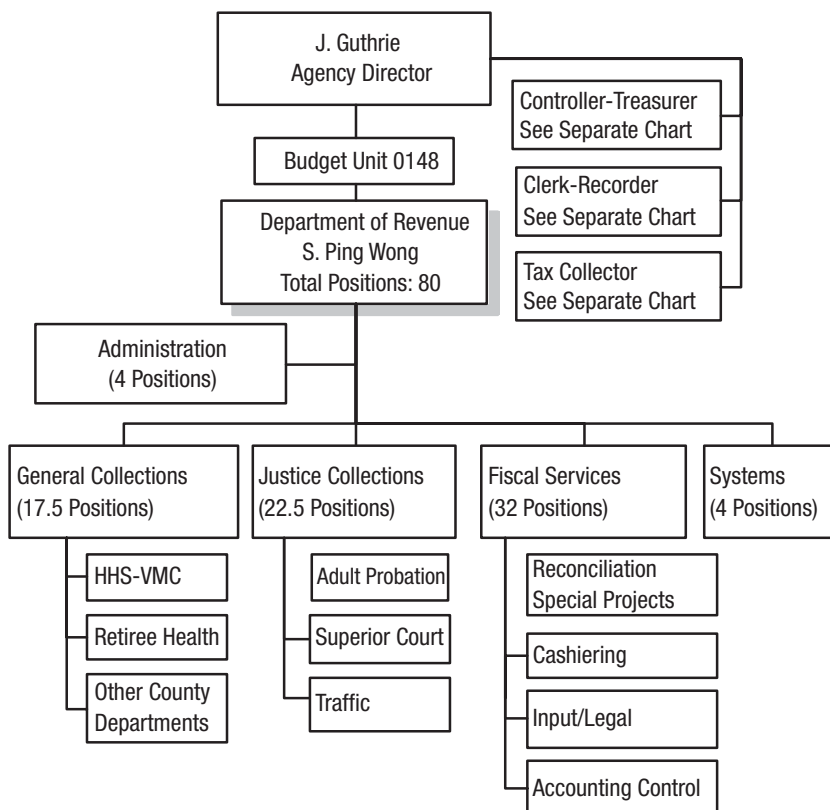 J. Guthrie
Agency Director
Controller-Treasurer
See Separate Chart
Budget Unit 0148
Clerk-Recorder
See Separate Chart
Department of Revenue
S. Ping Wong
Total Positions: 80
Tax Collector
See Separate Chart
Administration
(4 Positions)
General Collections
(17.5 Positions)
Justice Collections
(22.5 Positions)
Fiscal Services
(32 Positions)
Systems
(4 Positions)
HHS-VMC
Retiree Health
Other County
Departments
Adult Probation
Superior Court
Traffic
Reconciliation
Special Projects
Cashiering
Input/Legal
Accounting Control